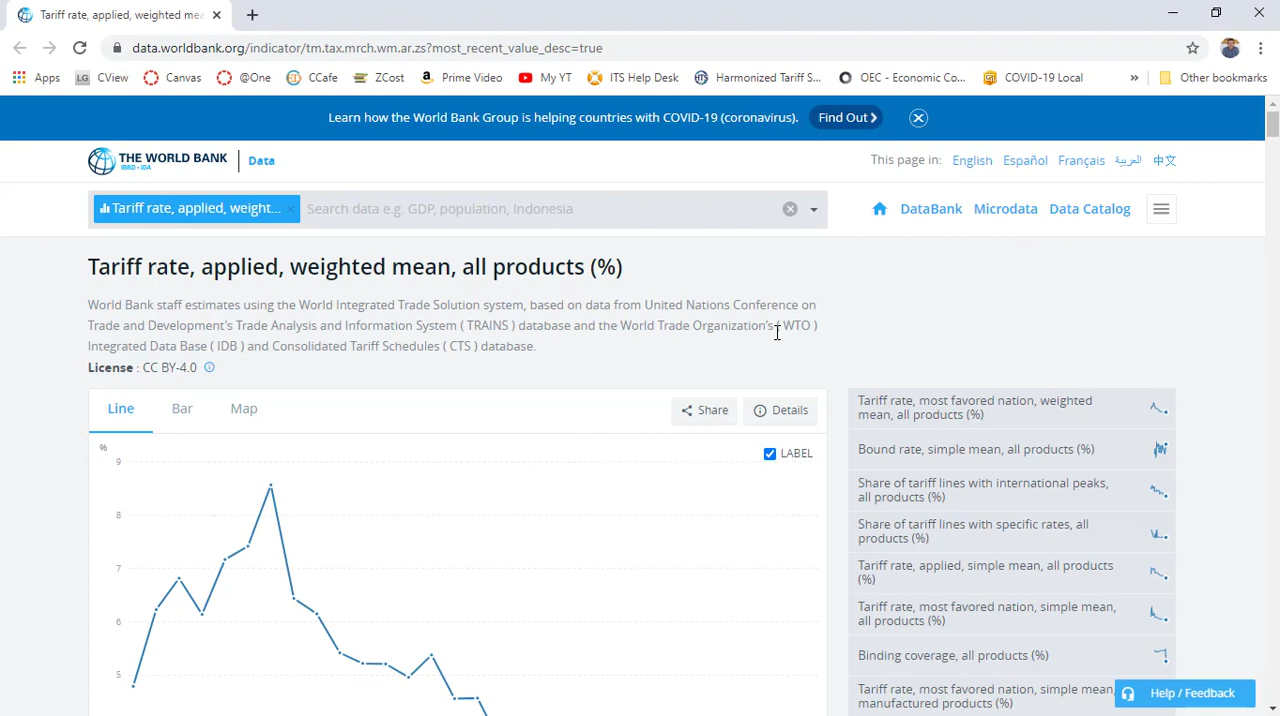 Tariff rate, applied, weighted mea
data.worldbank.org/indicator/tm.tax.mrch.wm.ar.zs?most_recent_value_desc=true
Apps LG CView Canvas @One CCafe ZCost Prime Video My YT ITS Help Desk Harmonized Tariff S... OEC - Economic Co... COVID-19 Local » Other bookmarks
Learn how the World Bank Group is helping countries with COVID-19 (coronavirus). Find Out
THE WORLD BANK Data
IBRD • IDA
This page in: English Español Français العربية 中文
Tariff rate, applied, weight... Search data e.g. GDP, population, Indonesia DataBank Microdata Data Catalog
Tariff rate, applied, weighted mean, all products (%)
World Bank staff estimates using the World Integrated Trade Solution system, based on data from United Nations Conference on
Trade and Development's Trade Analysis and Information System ( TRAINS ) database and the World Trade Organization's ( WTO )
Integrated Data Base ( IDB ) and Consolidated Tariff Schedules ( CTS ) database.
License : CC BY-4.0
Line Bar Map Share Details
%
LABEL
9
8
7
6
5
Tariff rate, most favored nation, weighted
mean, all products (%)
Bound rate, simple mean, all products (%)
Share of tariff lines with international peaks,
all products (%)
Share of tariff lines with specific rates, all
products (%)
Tariff rate, applied, simple mean, all products
(%)
Tariff rate, most favored nation, simple mean,
all products (%)
Binding coverage, all products (%)
Tariff rate, most favored nation, simple mean,
manufactured products (%)
Help / Feedback